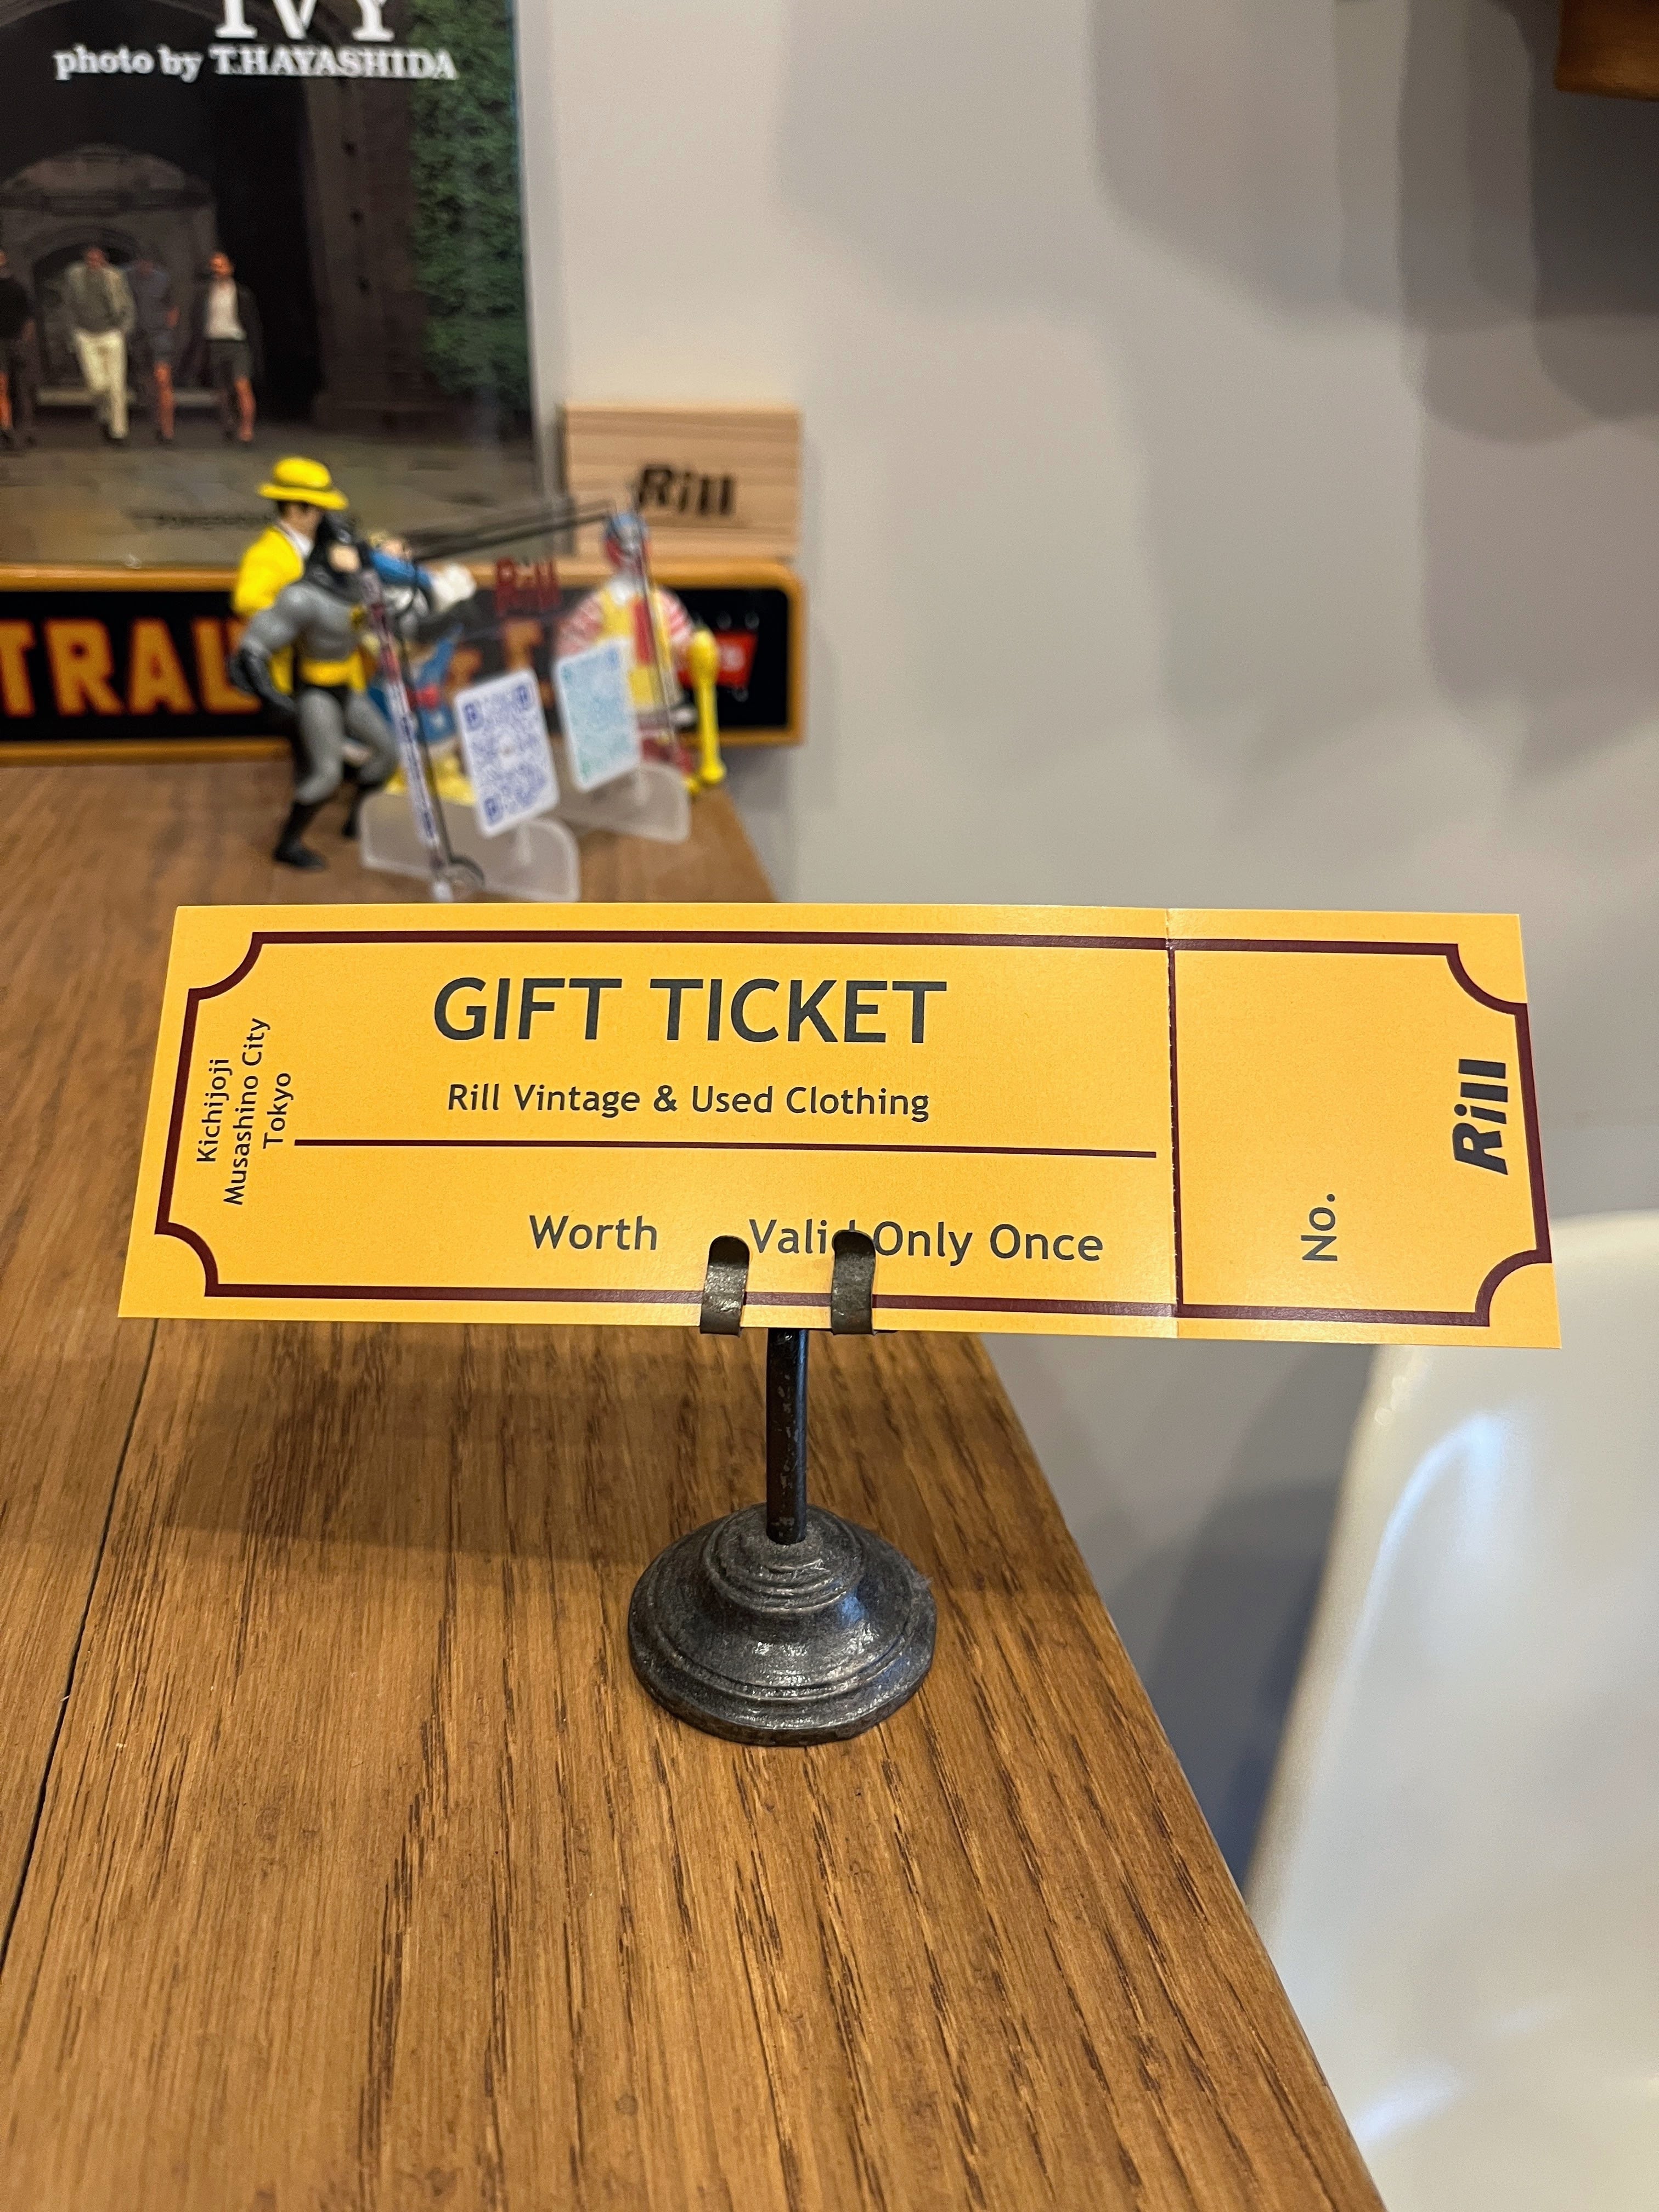 IVY
photo by T.HAYASHIDA
Rill
Rill
TRAL
GIFT TICKET
Rill Vintage & Used Clothing
Kichijoji
Musashino City
Tokyo
Worth Valid Only Once
No.
Rill